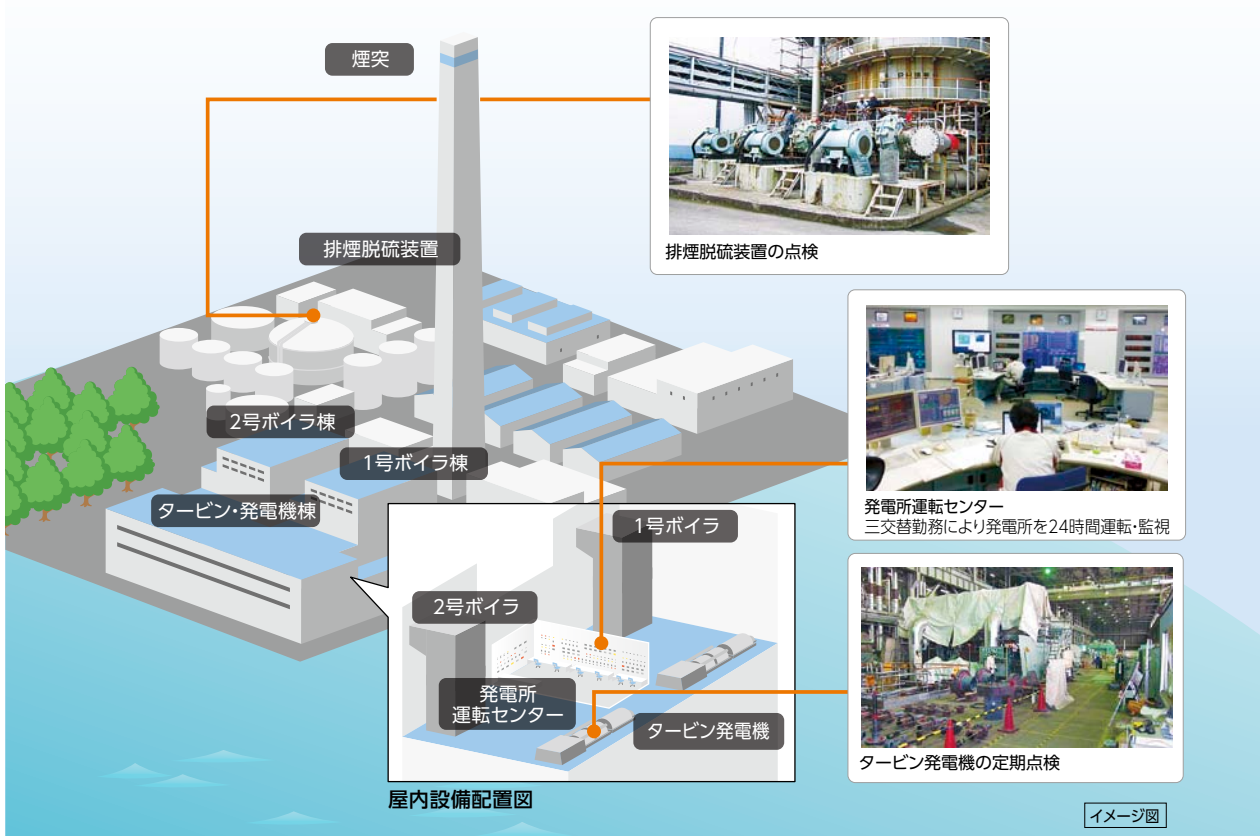 煙突
排煙脱硫装置の点検
排煙脱硫装置
2号ボイラ棟
1号ボイラ棟
タービン・発電機棟
発電所運転センター
三交替勤務により発電所を24時間運転・監視
1号ボイラ
2号ボイラ
発電所
運転センター
タービン発電機
タービン発電機の定期点検
屋内設備配置図
イメージ図